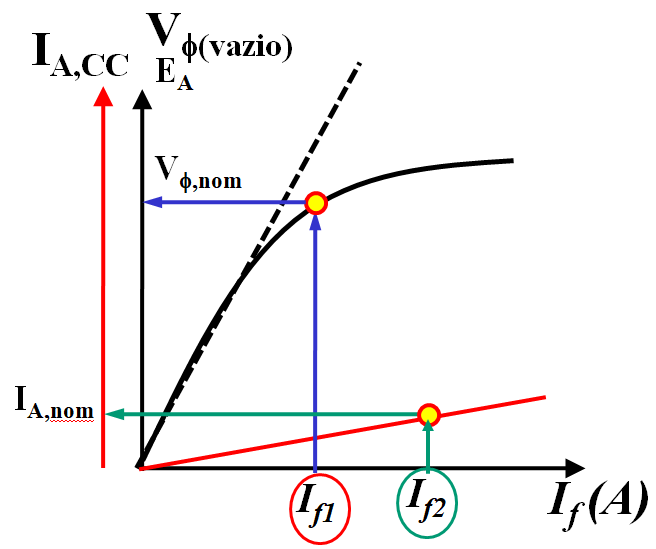 I_A,CC
V_ϕ(vazio)
E_A
V_ϕ,nom
I_A,nom
I_f1
I_f2
I_f (A)